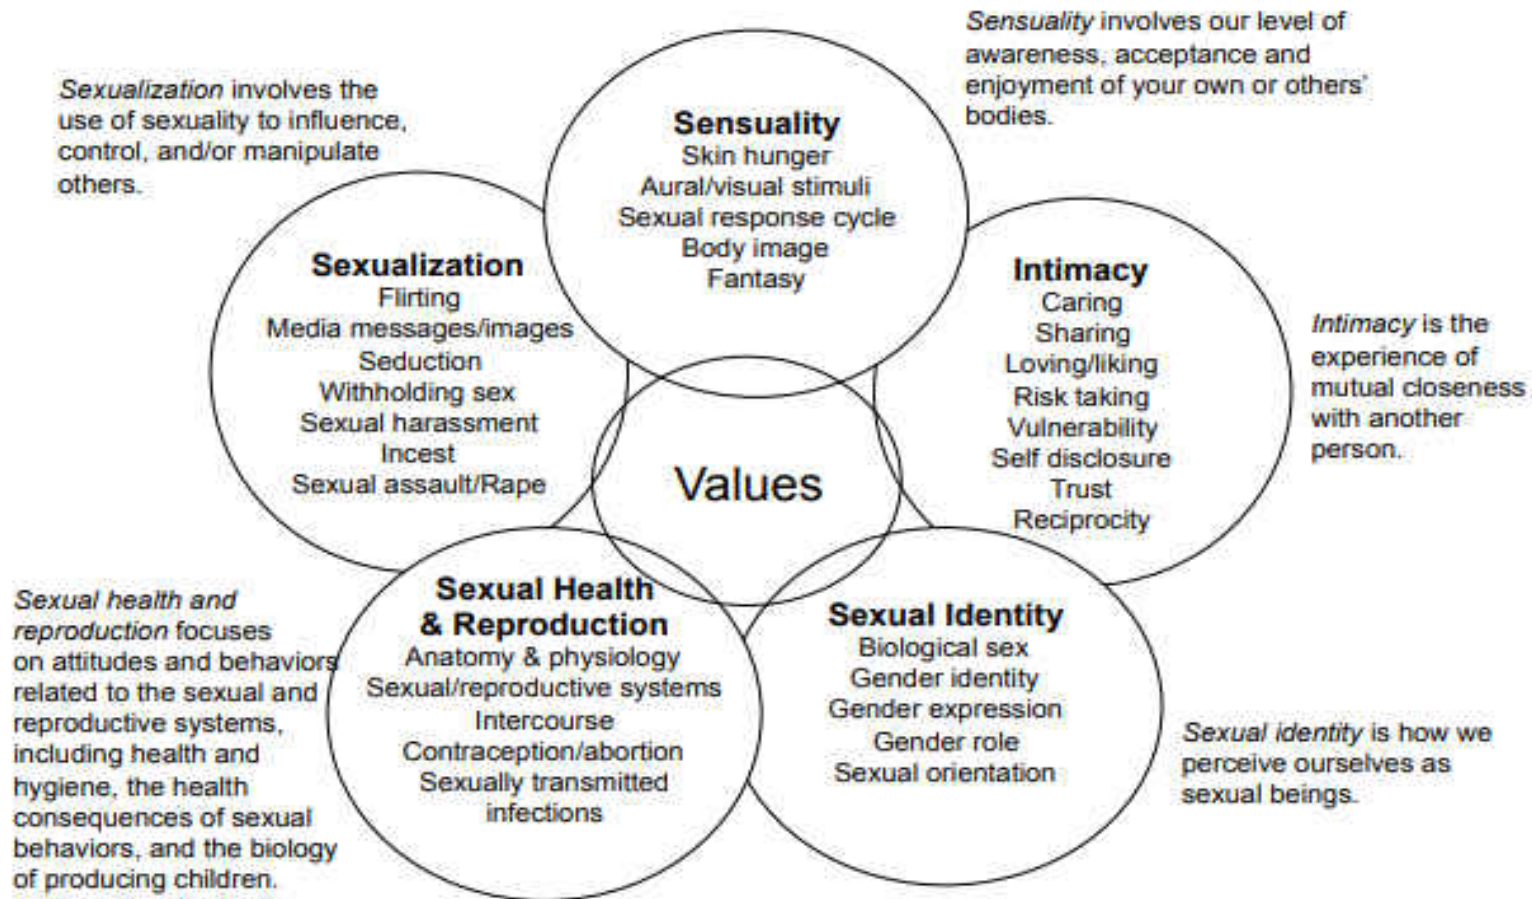 Sensuality involves our level of
awareness, acceptance and
enjoyment of your own or others'
bodies.
Sexualization involves the
use of sexuality to influence,
control, and/or manipulate
others.
Sensuality
Skin hunger
Aural/visual stimuli
Sexual response cycle
Body image
Fantasy
Sexualization
Flirting
Media messages/images
Seduction
Withholding sex
Sexual harassment
Incest
Sexual assault/Rape
Intimacy
Caring
Sharing
Loving/liking
Risk taking
Vulnerability
Self disclosure
Trust
Reciprocity
Intimacy is the
experience of
mutual closeness
with another
person.
Values
Sexual Health
& Reproduction
Anatomy & physiology
Sexual/reproductive systems
Intercourse
Contraception/abortion
Sexually transmitted
infections
Sexual Identity
Biological sex
Gender identity
Gender expression
Gender role
Sexual orientation
Sexual health and
reproduction focuses
on attitudes and behaviors
related to the sexual and
reproductive systems,
including health and
hygiene, the health
consequences of sexual
behaviors, and the biology
of producing children.
Sexual identity is how we
perceive ourselves as
sexual beings.